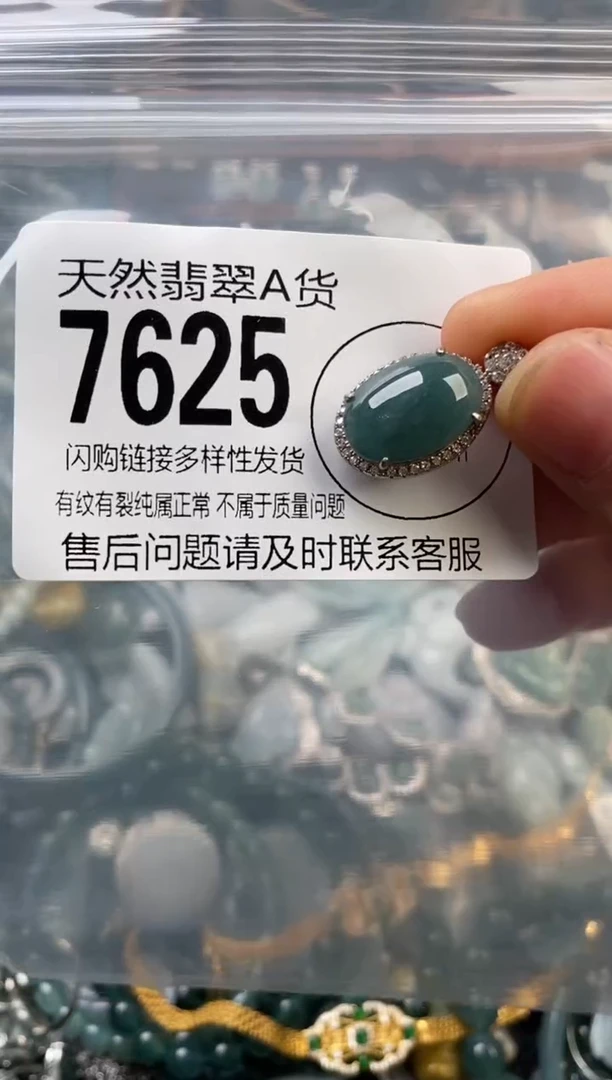 天然翡翠A货
7625
闪购链接多样性发货
有纹有裂纯属正常 不属于质量问题
售后问题请及时联系客服